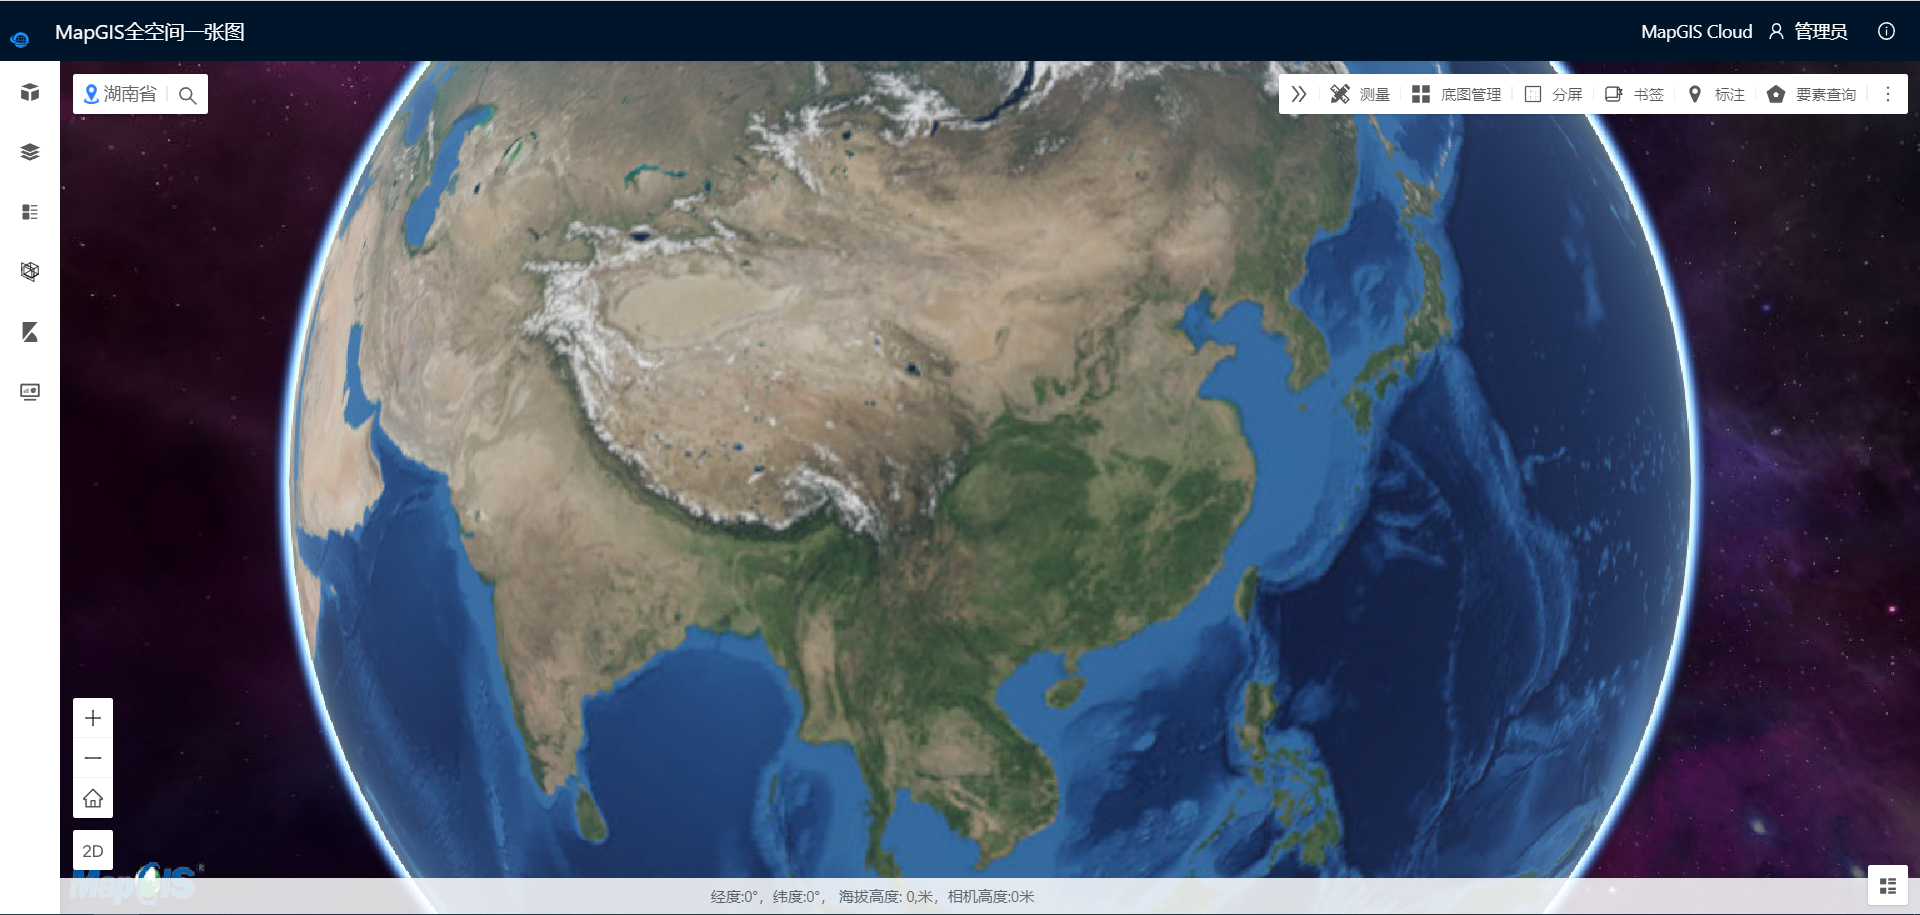 MapGIS全空间一张图
MapGIS Cloud 管理员
湖南省
测量 底图管理 分屏 书签 标注 要素查询
2D
MapGIS
经度:0°, 纬度:0°, 海拔高度: 0,米, 相机高度:0米